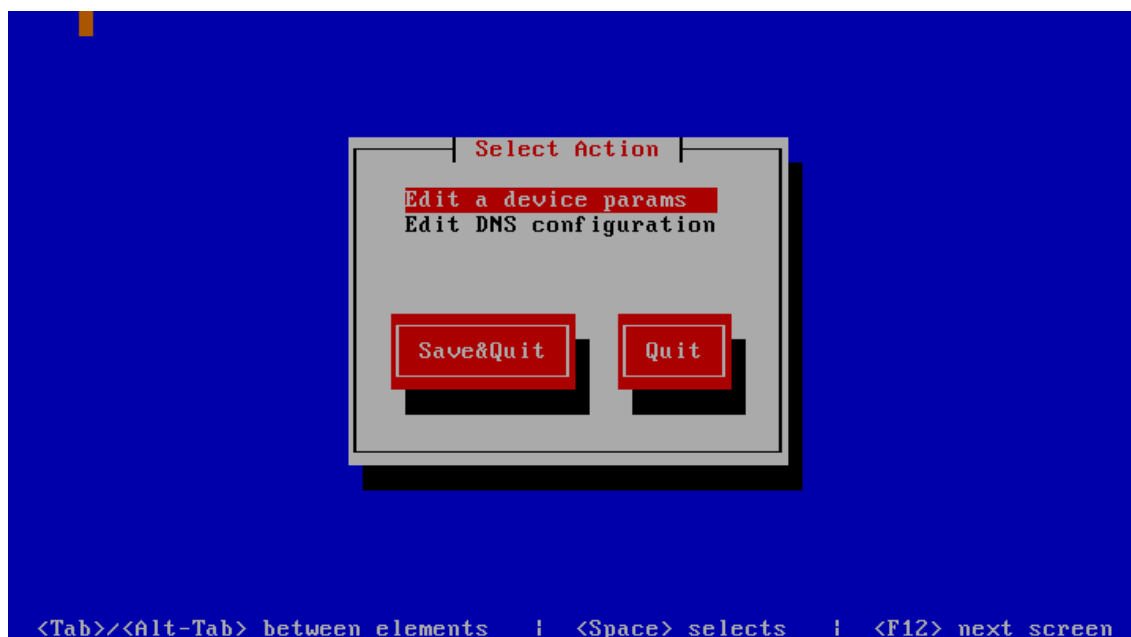 Select Action
Edit a device params
Edit DNS configuration
Save&Quit Quit
<Tab>/<Alt-Tab> between elements | <Space> selects | <F12> next screen